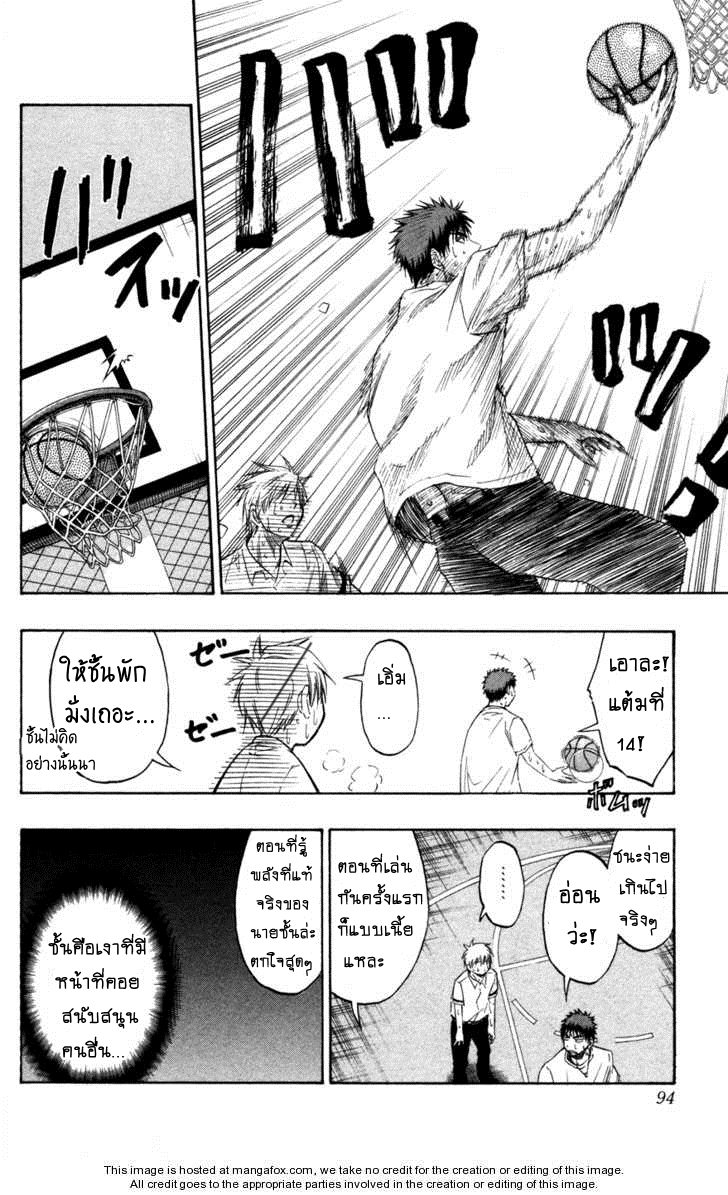 เอาละ!
แต้มที่
14!
เอิ่ม
...
ให้ชั้นพัก
มั่งเถอะ...
ชั้นไม่คิด
อย่างนั้นนา
ゼー
ゼー
ชนะง่าย
เกินไป
จริงๆ
อ่อน
ว่ะ!
........
ตอนที่เล่น
กันครั้งแรก
ก็แบบเนี้ย
แหละ
ตอนที่รู้
พลังที่แท้
จริงของ
นายชั้นล่ะ
ตกใจสุดๆ
ชั้นคือเงาที่มี
หน้าที่คอย
สนับสนุน
คนอื่น...
94
This image is hosted at mangafox.com, we take no credit for the creation or editing of this image.
All credit goes to the appropriate parties involved in the creation or editing of this image.